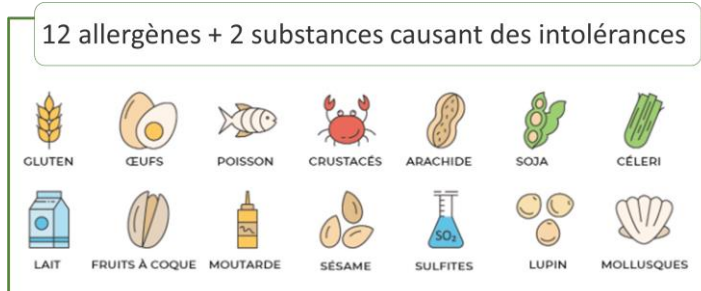 12 allergènes + 2 substances causant des intolérances
GLUTEN ŒUFS POISSON CRUSTACÉS ARACHIDE SOJA CÉLERI
SO₂
LAIT FRUITS À COQUE MOUTARDE SÉSAME SULFITES LUPIN MOLLUSQUES